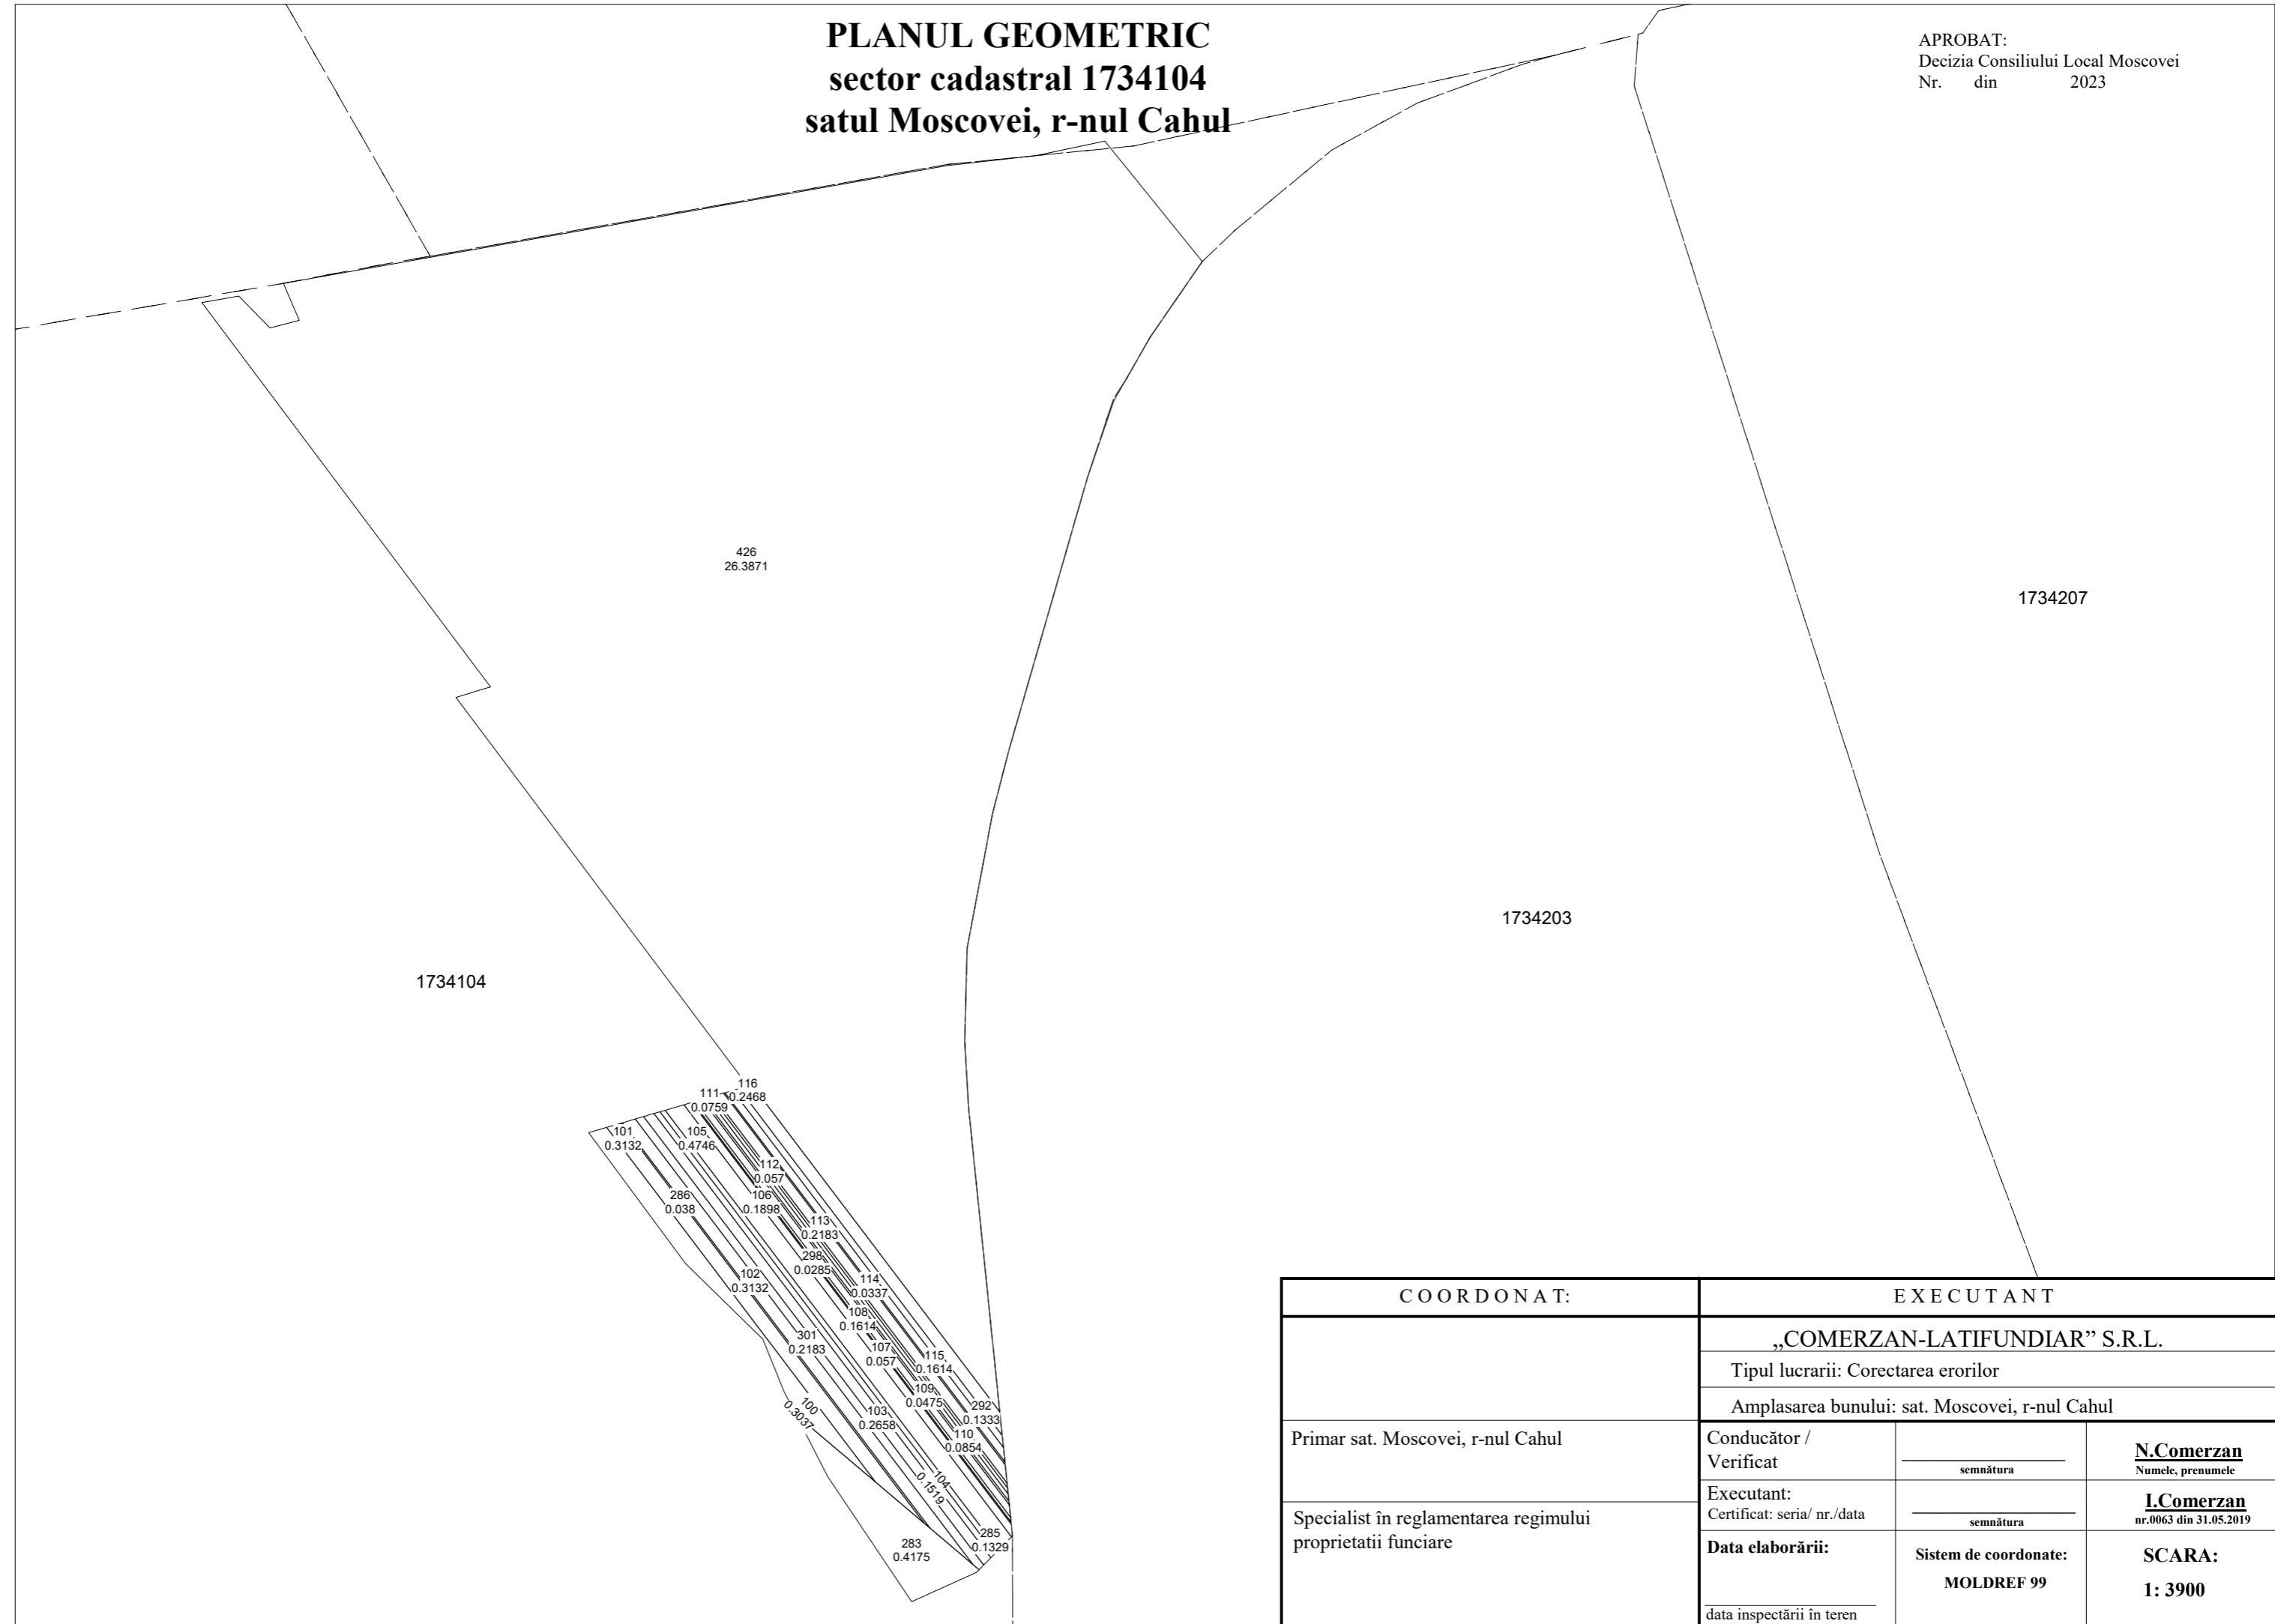 PLANUL GEOMETRIC
sector cadastral 1734104
satul Moscovei, r-nul Cahul
APROBAT:
Decizia Consiliului Local Moscovei
Nr. din 2023
426
26.3871
1734207
1734203
1734104
116
0.2468
111
0.0759
101
0.3132
105
0.4746
112
0.057
286
0.038
106
0.1898
113
0.2183
298
0.0285
102
0.3132
114
0.0337
108
0.1614
301
0.2183
107
0.057
115
0.1614
109
0.0475
100
0.3037
103
0.2658
292
0.1333
110
0.0854
104
0.1519
285
0.1329
283
0.4175
COORDONAT:
EXECUTANT
„COMERZAN-LATIFUNDIAR” S.R.L.
Tipul lucrarii: Corectarea erorilor
Amplasarea bunului: sat. Moscovei, r-nul Cahul
Primar sat. Moscovei, r-nul Cahul
Conducător /
Verificat
semnătura
N.Comerzan
Numele, prenumele
Specialist în reglamentarea regimului
proprietatii funciare
Executant:
Certificat: seria/ nr./data
semnătura
I.Comerzan
nr.0063 din 31.05.2019
Data elaborării:
data inspectării în teren
Sistem de coordonate:
MOLDREF 99
SCARA:
1: 3900